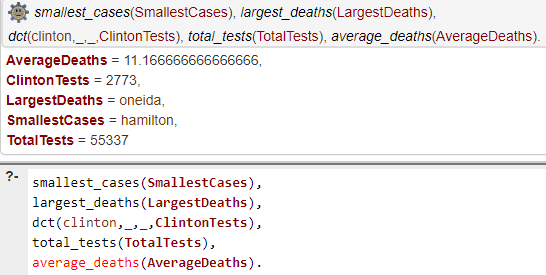 smallest_cases(SmallestCases), largest_deaths(LargestDeaths),
dct(clinton,_,_,ClintonTests), total_tests(TotalTests), average_deaths(AverageDeaths).
AverageDeaths = 11.166666666666666,
ClintonTests = 2773,
LargestDeaths = oneida,
SmallestCases = hamilton,
TotalTests = 55337
?- smallest_cases(SmallestCases),
largest_deaths(LargestDeaths),
dct(clinton,_,_,ClintonTests),
total_tests(TotalTests),
average_deaths(AverageDeaths).